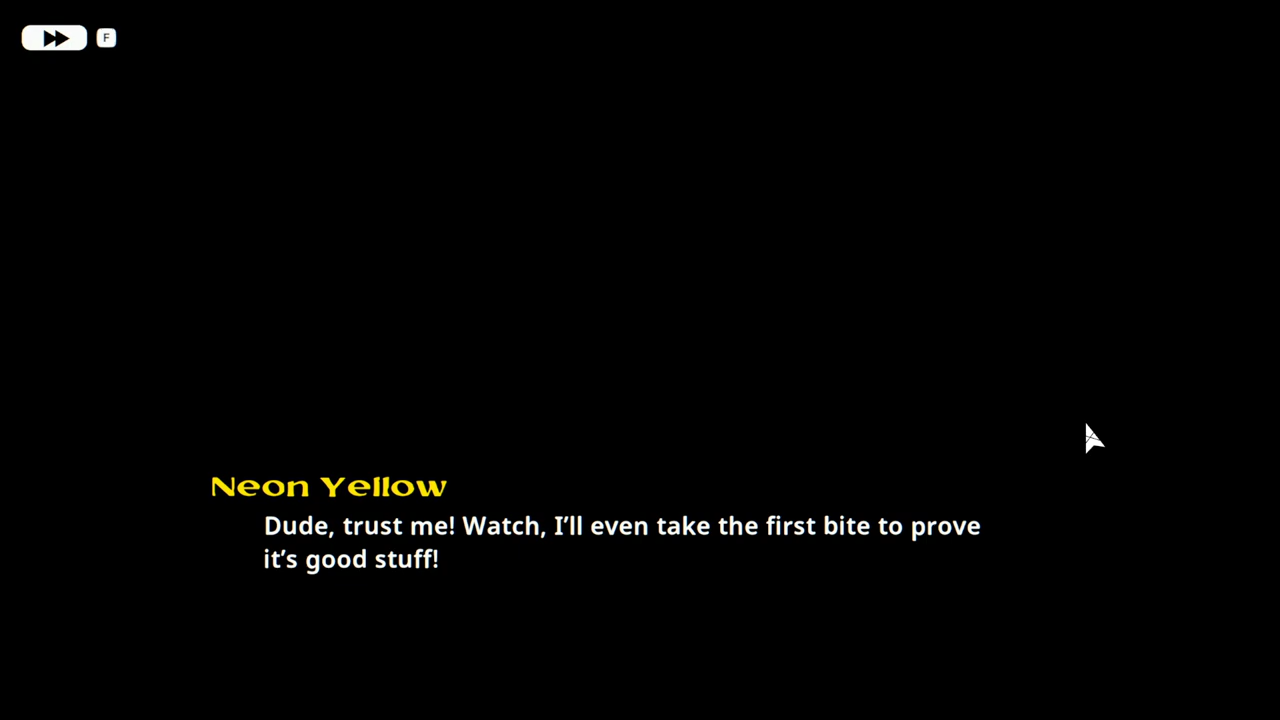 F
Neon Yellow
Dude, trust me! Watch, I’ll even take the first bite to prove
it’s good stuff!